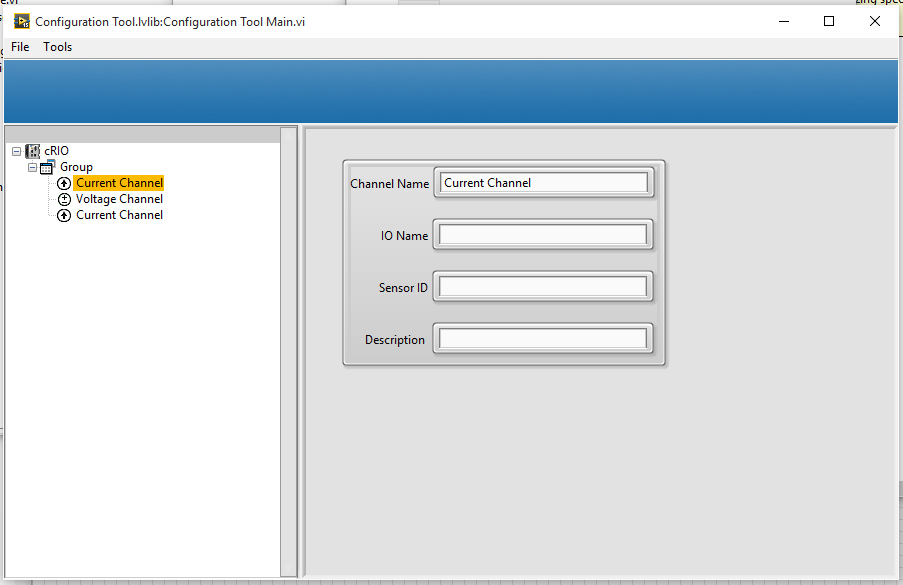 Configuration Tool.lvlib:Configuration Tool Main.vi
File Tools
cRIO
Group
Current Channel
Voltage Channel
Current Channel
Channel Name Current Channel
IO Name
Sensor ID
Description